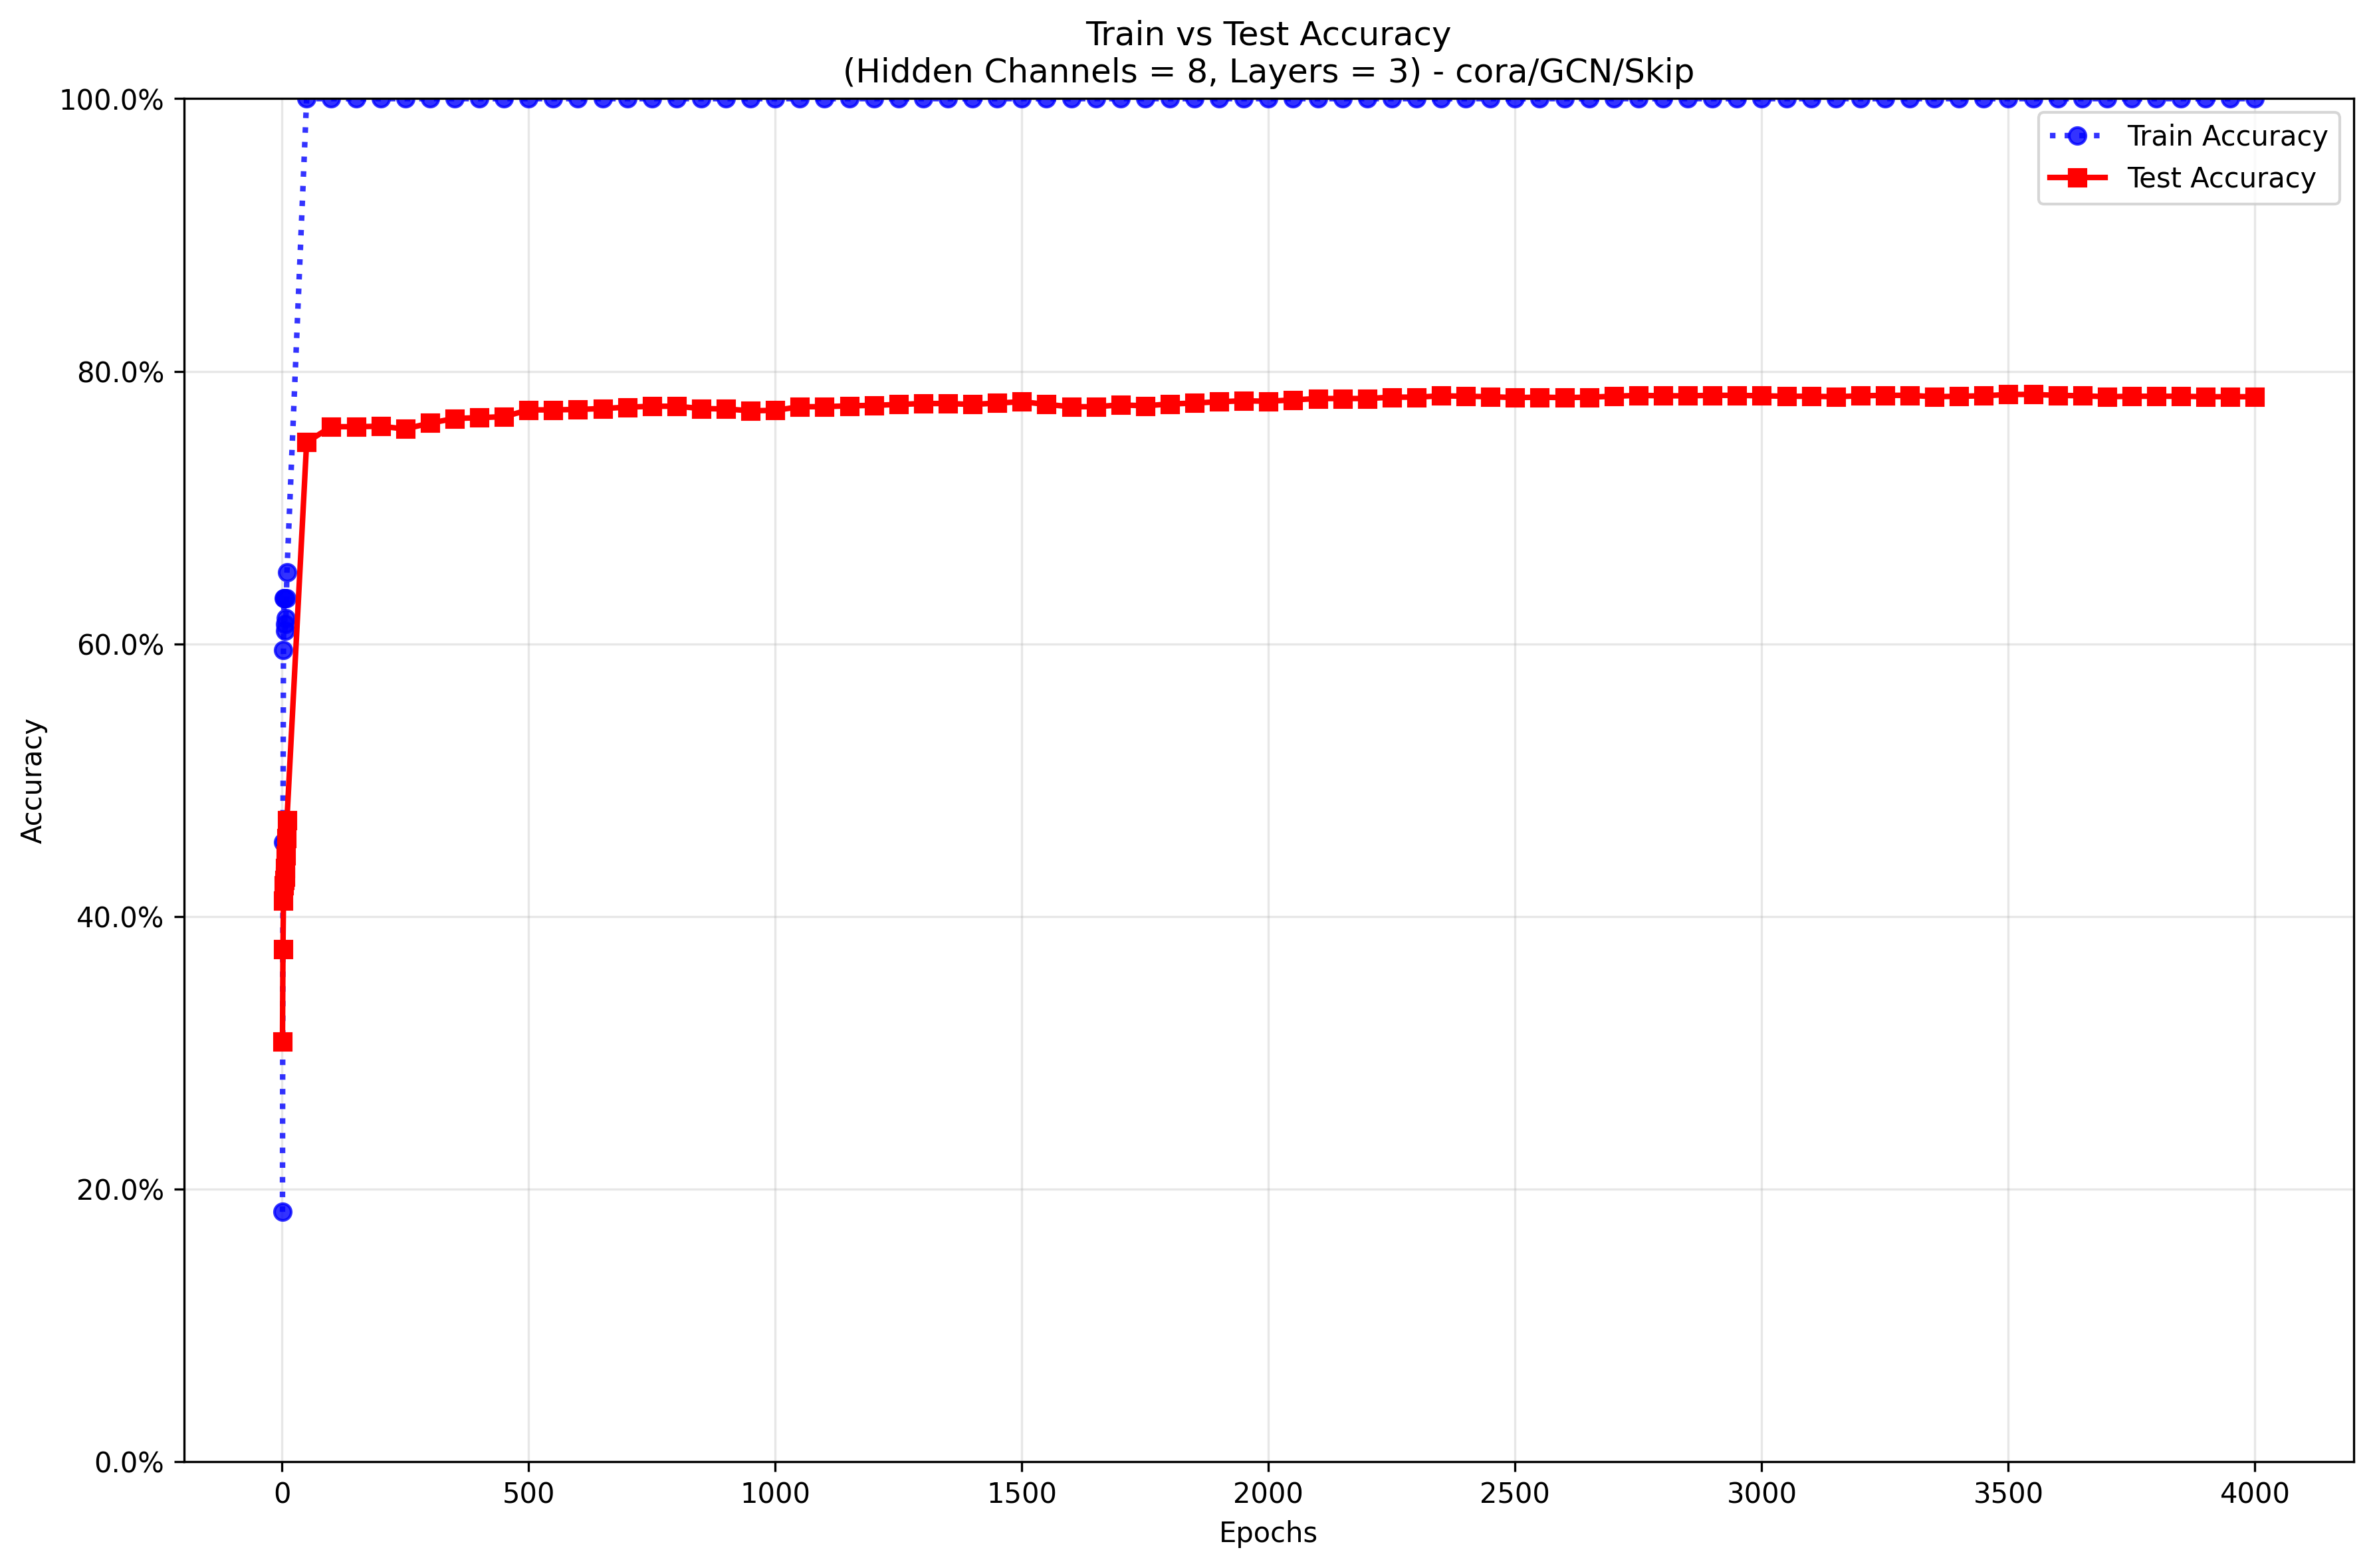 Train vs Test Accuracy
(Hidden Channels = 8, Layers = 3) - cora/GCN/Skip
100.0%
80.0%
60.0%
40.0%
20.0%
0.0%
Accuracy
Train Accuracy
Test Accuracy
0 500 1000 1500 2000 2500 3000 3500 4000
Epochs